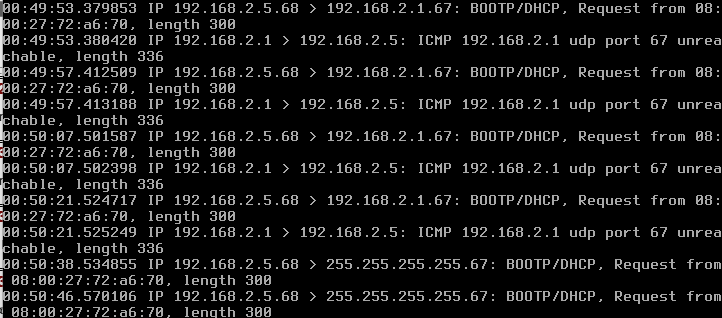 00:49:53.379853 IP 192.168.2.5.68 > 192.168.2.1.67: BOOTP/DHCP, Request from 08:
00:27:72:a6:70, length 300
00:49:53.380420 IP 192.168.2.1 > 192.168.2.5: ICMP 192.168.2.1 udp port 67 unrea
chable, length 336
00:49:57.412509 IP 192.168.2.5.68 > 192.168.2.1.67: BOOTP/DHCP, Request from 08:
00:27:72:a6:70, length 300
00:49:57.413188 IP 192.168.2.1 > 192.168.2.5: ICMP 192.168.2.1 udp port 67 unrea
chable, length 336
00:50:07.501587 IP 192.168.2.5.68 > 192.168.2.1.67: BOOTP/DHCP, Request from 08:
00:27:72:a6:70, length 300
00:50:07.502398 IP 192.168.2.1 > 192.168.2.5: ICMP 192.168.2.1 udp port 67 unrea
chable, length 336
00:50:21.524717 IP 192.168.2.5.68 > 192.168.2.1.67: BOOTP/DHCP, Request from 08:
00:27:72:a6:70, length 300
00:50:21.525249 IP 192.168.2.1 > 192.168.2.5: ICMP 192.168.2.1 udp port 67 unrea
chable, length 336
00:50:38.534855 IP 192.168.2.5.68 > 255.255.255.255.67: BOOTP/DHCP, Request from
08:00:27:72:a6:70, length 300
00:50:46.570106 IP 192.168.2.5.68 > 255.255.255.255.67: BOOTP/DHCP, Request from
08:00:27:72:a6:70, length 300